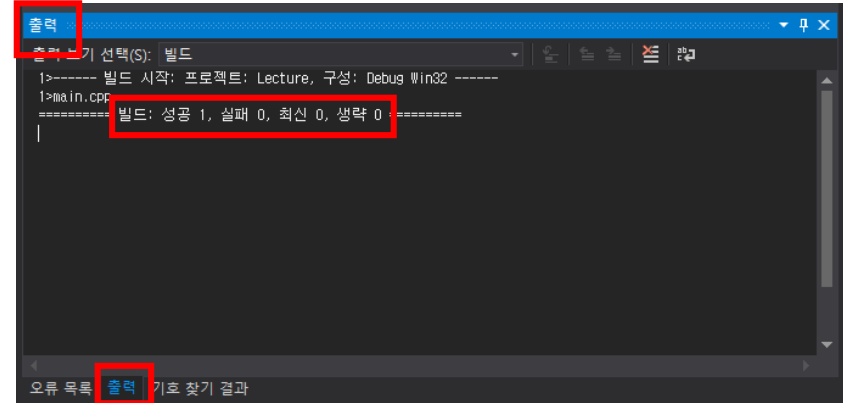 출력
출력 보기 선택(S): 빌드
1>------ 빌드 시작: 프로젝트: Lecture, 구성: Debug Win32 ------
1>main.cpp
========== 빌드: 성공 1, 실패 0, 최신 0, 생략 0 ==========
오류 목록 출력 기호 찾기 결과